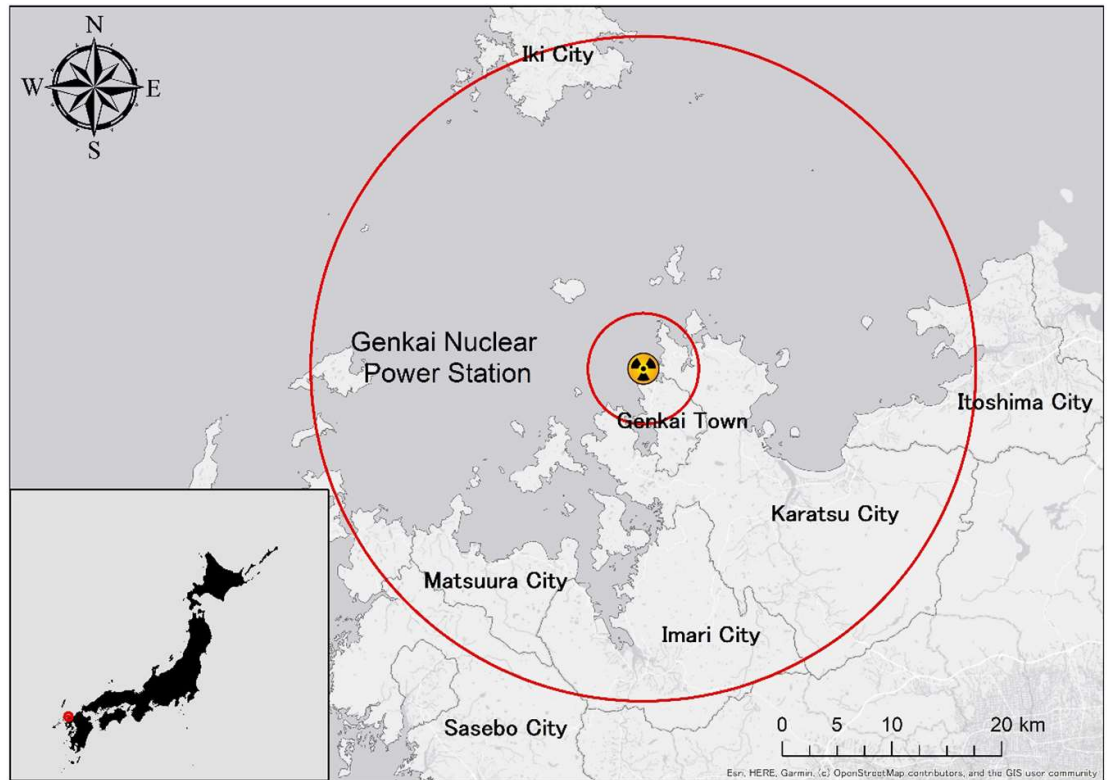 N
W E
S
Iki City
Genkai Nuclear
Power Station
Genkai Town
Itoshima City
Karatsu City
Matsuura City
Imari City
Sasebo City
0 5 10 20 km
Esri, HERE, Garmin, (c) OpenStreetMap contributors, and the GIS user community